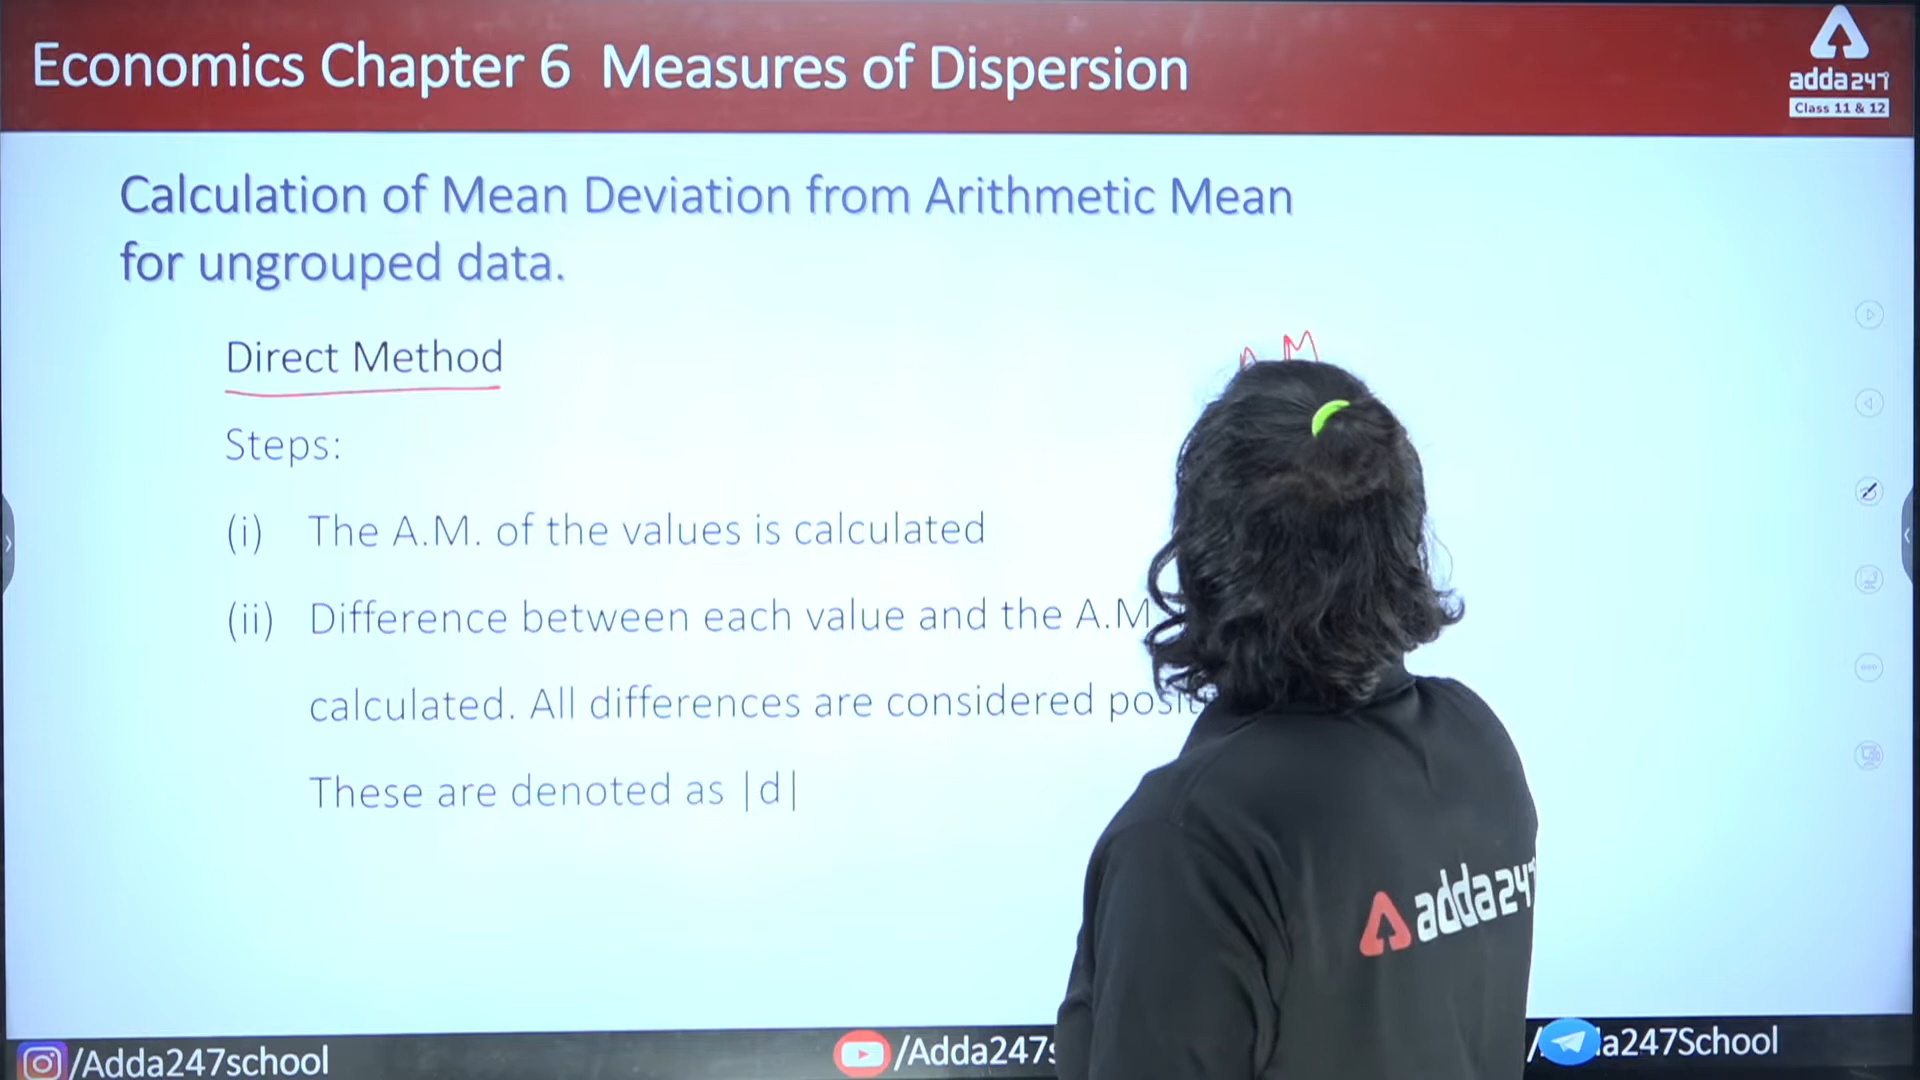 Economics Chapter 6 Measures of Dispersion
adda247
Class 11 & 12
Calculation of Mean Deviation from Arithmetic Mean
for ungrouped data.
Direct Method
M
Steps:
(i) The A.M. of the values is calculated
(ii) Difference between each value and the A.M
calculated. All differences are considered
These are denoted as |d|
adda247
/Adda247school
/Adda247